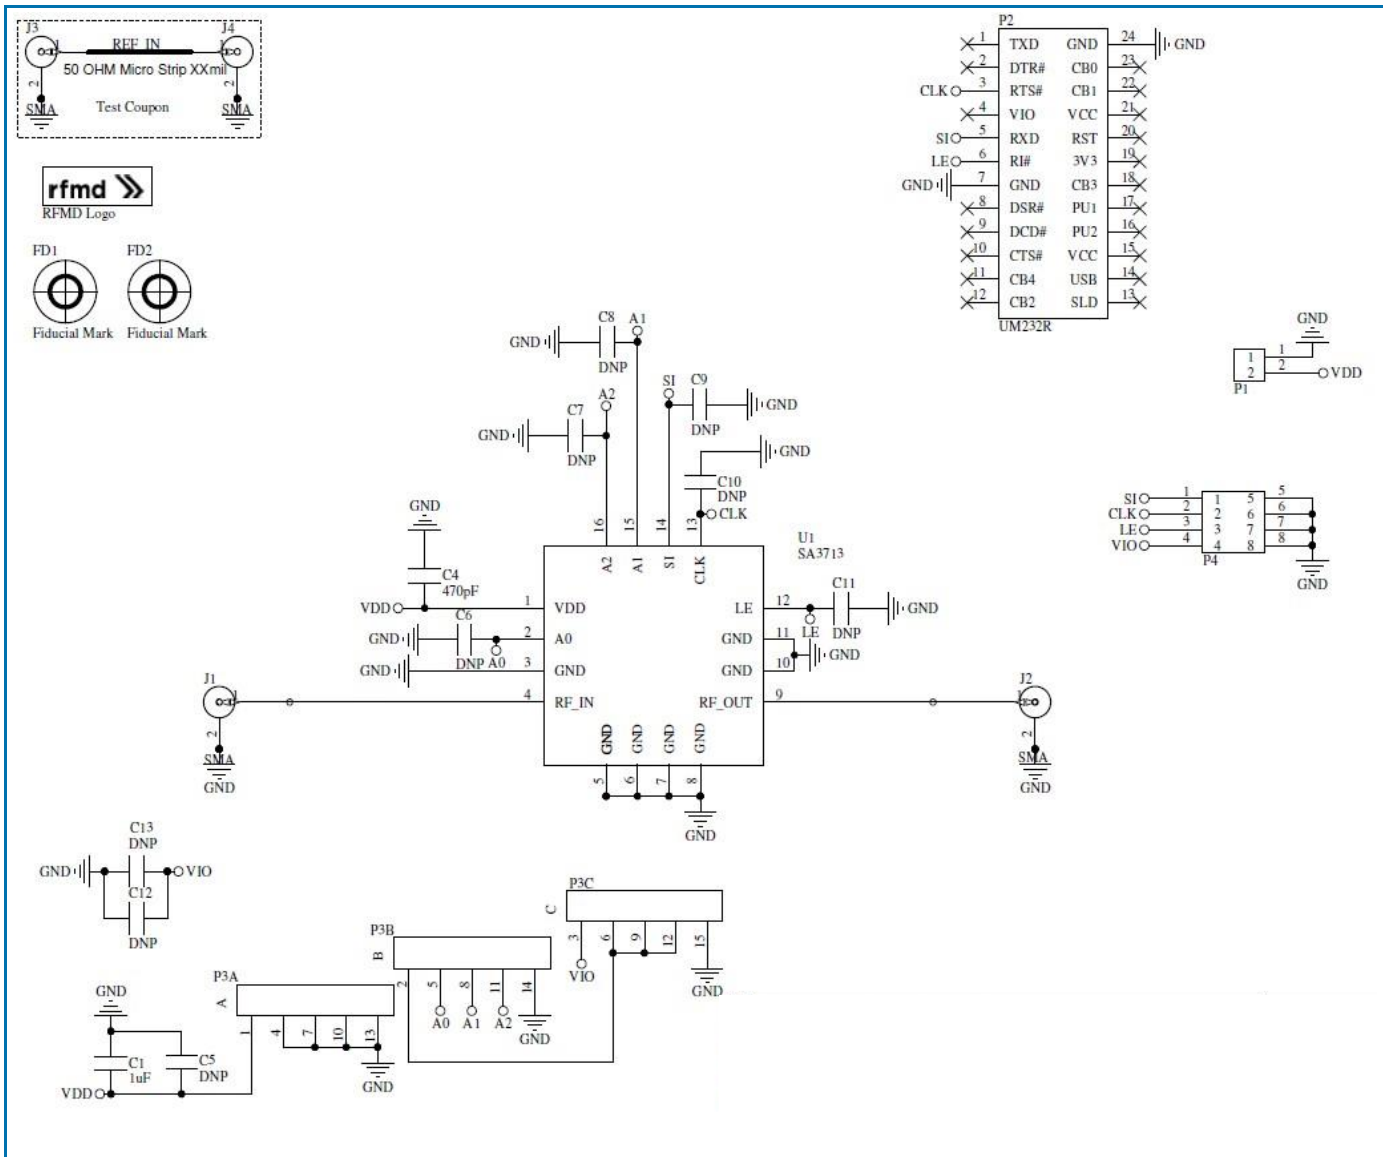 J3
J4
1
REF_IN
1
50 OHM Micro Strip XXmil
2
2
SMA
Test Coupon
SMA
rfmd
RFMD Logo
FD1
FD2
Fiducial Mark
Fiducial Mark
P2
1 TXD GND 24 GND
2 DTR# CB0 23
CLK 3 RTS# CB1 22
4 VIO VCC 21
SI 5 RXD RST 20
LE 6 RI# 3V3 19
GND 7 GND CB3 18
8 DSR# PU1 17
9 DCD# PU2 16
10 CTS# VCC 15
11 CB4 USB 14
12 CB2 SLD 13
UM232R
GND
1 1
2 2 VDD
P1
C8 A1
GND
DNP
A2
C7
GND
DNP
SI C9
GND
DNP
GND
C10
DNP
CLK
SI 1 1 5 5
CLK 2 2 6 6
LE 3 3 7 7
VIO 4 4 8 8
P4
GND
16 15 14 13
A2 A1 SI CLK
U1
SA3713
GND
C4
470pF
VDD 1 VDD
LE 12 C11 GND
LE DNP
C6
GND 2 A0
DNP A0
GND 11
GND 3 GND
GND 10
GND
J1
1 4 RF_IN
RF_OUT 9 1
J2
2
SMA
GND
2
SMA
GND
GND GND GND GND
5 6 7 8
GND
C13
DNP
GND VIO
C12
DNP
P3C
C
3 6 9 12 15
VIO
GND
P3B
B
2 5 8 11 14
A0 A1 A2
GND
P3A
A
1 4 7 10 13
GND
GND
C1
1uF
C5
DNP
VDD